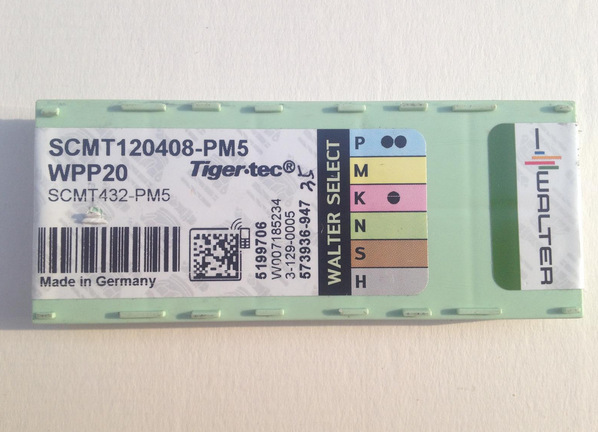 SCMT120408-PM5
WPP20 Tiger·tec®
SCMT432-PM5
Made in Germany
5199706
W007185234
3-129-0005
573936-947
WALTER SELECT
P
M
K
N
S
H
WALTER